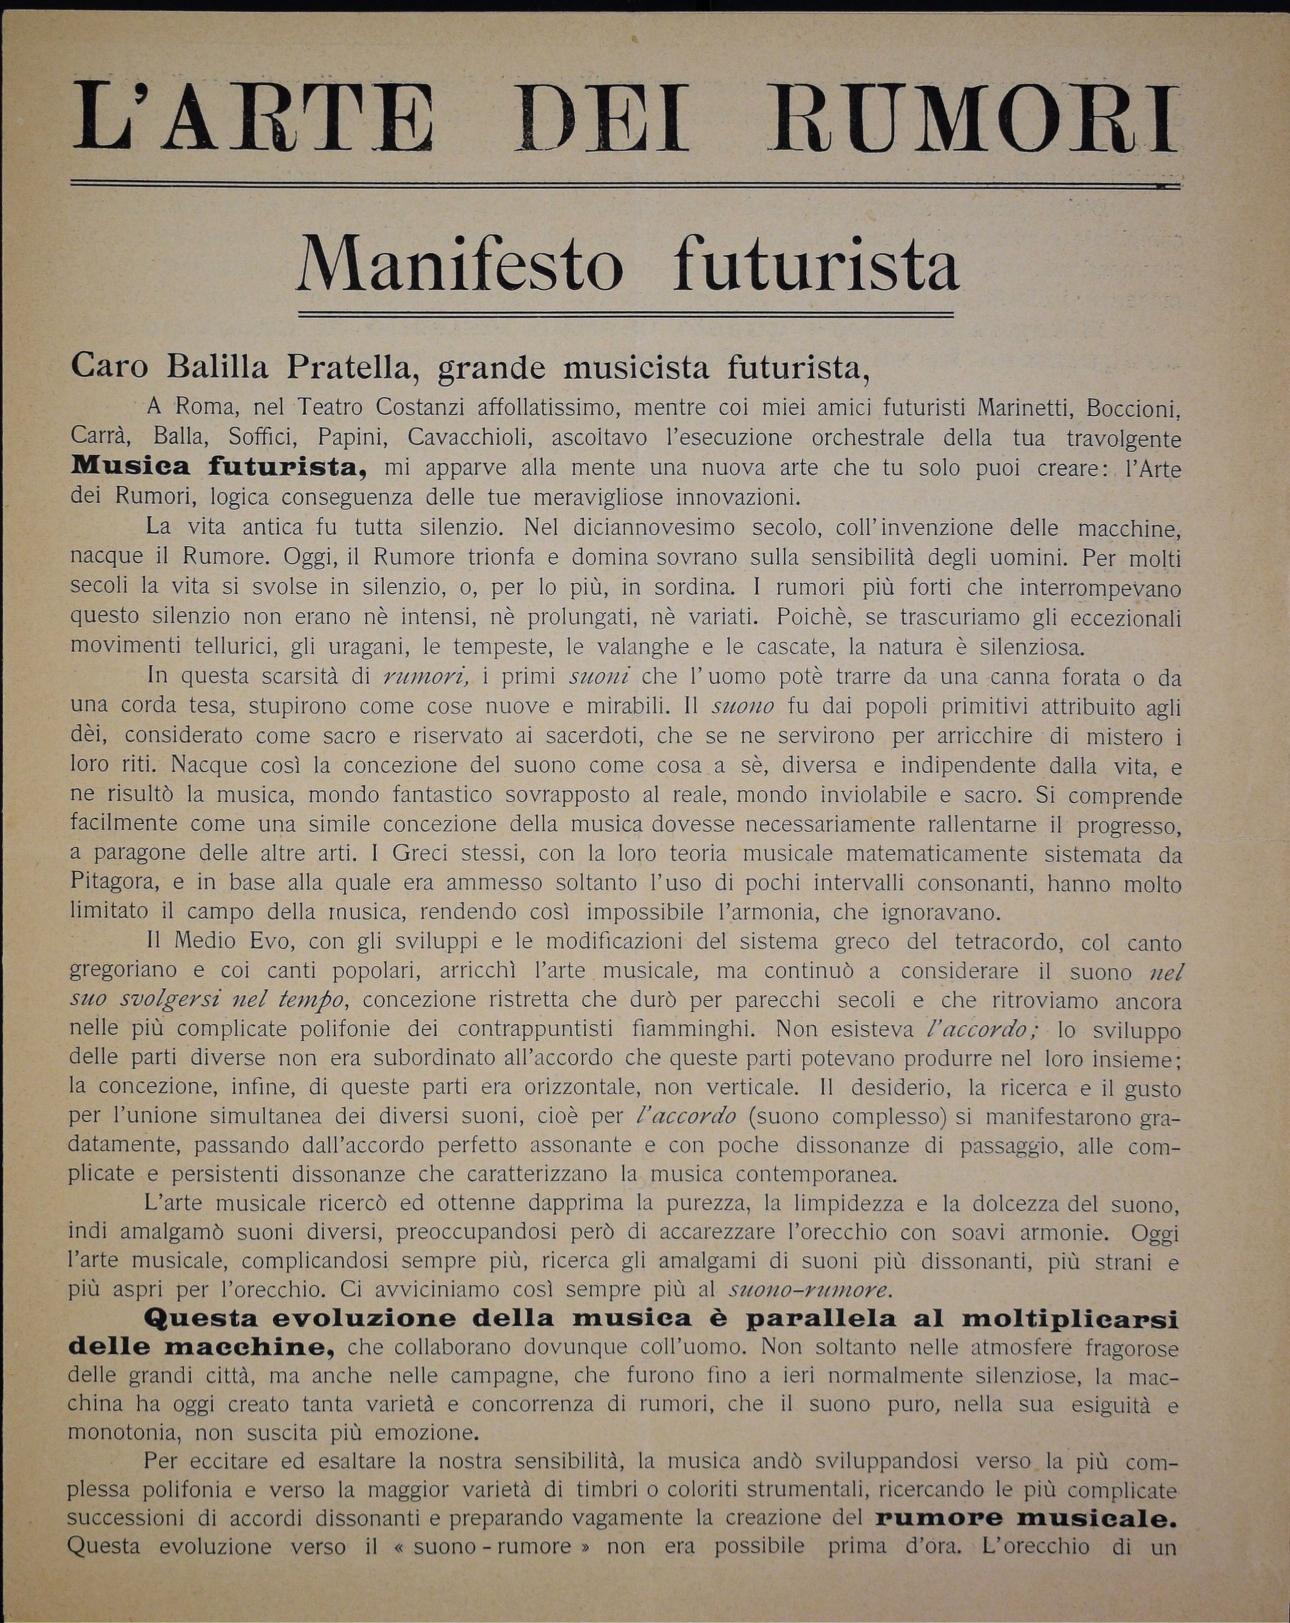 L'ARTE DEI RUMORI
Manifesto futurista
Caro Balilla Pratella, grande musicista futurista,
A Roma, nel Teatro Costanzi affollatissimo, mentre coi miei amici futuristi Marinetti, Boccioni,
Carrà, Balla, Soffici, Papini, Cavacchioli, ascoltavo l'esecuzione orchestrale della tua travolgente
Musica futurista, mi apparve alla mente una nuova arte che tu solo puoi creare: l'Arte
dei Rumori, logica conseguenza delle tue meravigliose innovazioni.
La vita antica fu tutta silenzio. Nel diciannovesimo secolo, coll'invenzione delle macchine,
nacque il Rumore. Oggi, il Rumore trionfa e domina sovrano sulla sensibilità degli uomini. Per molti
secoli la vita si svolse in silenzio, o, per lo più, in sordina. I rumori più forti che interrompevano
questo silenzio non erano nè intensi, nè prolungati, nè variati. Poichè, se trascuriamo gli eccezionali
movimenti tellurici, gli uragani, le tempeste, le valanghe e le cascate, la natura è silenziosa.
In questa scarsità di rumori, i primi suoni che l'uomo potè trarre da una canna forata o da
una corda tesa, stupirono come cose nuove e mirabili. Il suono fu dai popoli primitivi attribuito agli
dèi, considerato come sacro e riservato ai sacerdoti, che se ne servirono per arricchire di mistero i
loro riti. Nacque così la concezione del suono come cosa a sè, diversa e indipendente dalla vita, e
ne risultò la musica, mondo fantastico sovrapposto al reale, mondo inviolabile e sacro. Si comprende
facilmente come una simile concezione della musica dovesse necessariamente rallentarne il progresso,
a paragone delle altre arti. I Greci stessi, con la loro teoria musicale matematicamente sistemata da
Pitagora, e in base alla quale era ammesso soltanto l'uso di pochi intervalli consonanti, hanno molto
limitato il campo della musica, rendendo così impossibile l'armonia, che ignoravano.
Il Medio Evo, con gli sviluppi e le modificazioni del sistema greco del tetracordo, col canto
gregoriano e coi canti popolari, arricchì l'arte musicale, ma continuò a considerare il suono nel
suo svolgersi nel tempo, concezione ristretta che durò per parecchi secoli e che ritroviamo ancora
nelle più complicate polifonie dei contrappuntisti fiamminghi. Non esisteva l'accordo; lo sviluppo
delle parti diverse non era subordinato all'accordo che queste parti potevano produrre nel loro insieme;
la concezione, infine, di queste parti era orizzontale, non verticale. Il desiderio, la ricerca e il gusto
per l'unione simultanea dei diversi suoni, cioè per l'accordo (suono complesso) si manifestarono gra-
datamente, passando dall'accordo perfetto assonante e con poche dissonanze di passaggio, alle com-
plicate e persistenti dissonanze che caratterizzano la musica contemporanea.
L'arte musicale ricercò ed ottenne dapprima la purezza, la limpidezza e la dolcezza del suono,
indi amalgamò suoni diversi, preoccupandosi però di accarezzare l'orecchio con soavi armonie. Oggi
l'arte musicale, complicandosi sempre più, ricerca gli amalgami di suoni più dissonanti, più strani e
più aspri per l'orecchio. Ci avviciniamo così sempre più al suono-rumore.
Questa evoluzione della musica è parallela al moltiplicarsi
delle macchine, che collaborano dovunque coll'uomo. Non soltanto nelle atmosfere fragorose
delle grandi città, ma anche nelle campagne, che furono fino a ieri normalmente silenziose, la mac-
china ha oggi creato tanta varietà e concorrenza di rumori, che il suono puro, nella sua esiguità e
monotonia, non suscita più emozione.
Per eccitare ed esaltare la nostra sensibilità, la musica andò sviluppandosi verso la più com-
plessa polifonia e verso la maggior varietà di timbri o coloriti strumentali, ricercando le più complicate
successioni di accordi dissonanti e preparando vagamente la creazione del rumore musicale.
Questa evoluzione verso il « suono - rumore » non era possibile prima d'ora. L'orecchio di un